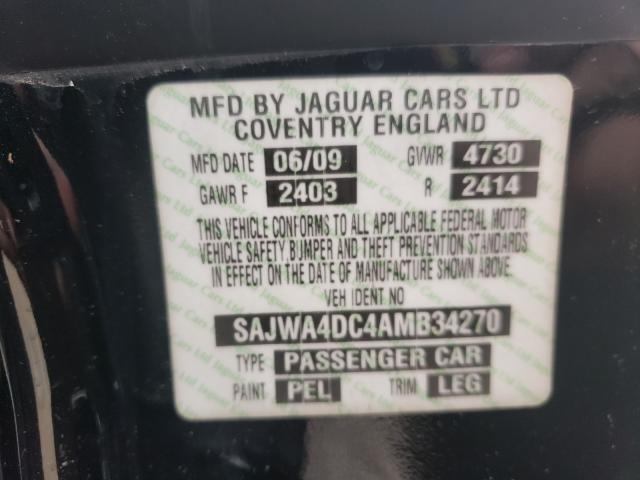 MFD BY JAGUAR CARS LTD
COVENTRY ENGLAND
MFD DATE 06/09 GVWR 4730
GAWR F 2403 R 2414
THIS VEHICLE CONFORMS TO ALL APPLICABLE FEDERAL MOTOR
VEHICLE SAFETY, BUMPER AND THEFT PREVENTION STANDARDS
IN EFFECT ON THE DATE OF MANUFACTURE SHOWN ABOVE.
VEH IDENT NO
SAJWA4DC4AMB34270
TYPE PASSENGER CAR
PAINT PEL TRIM LEG